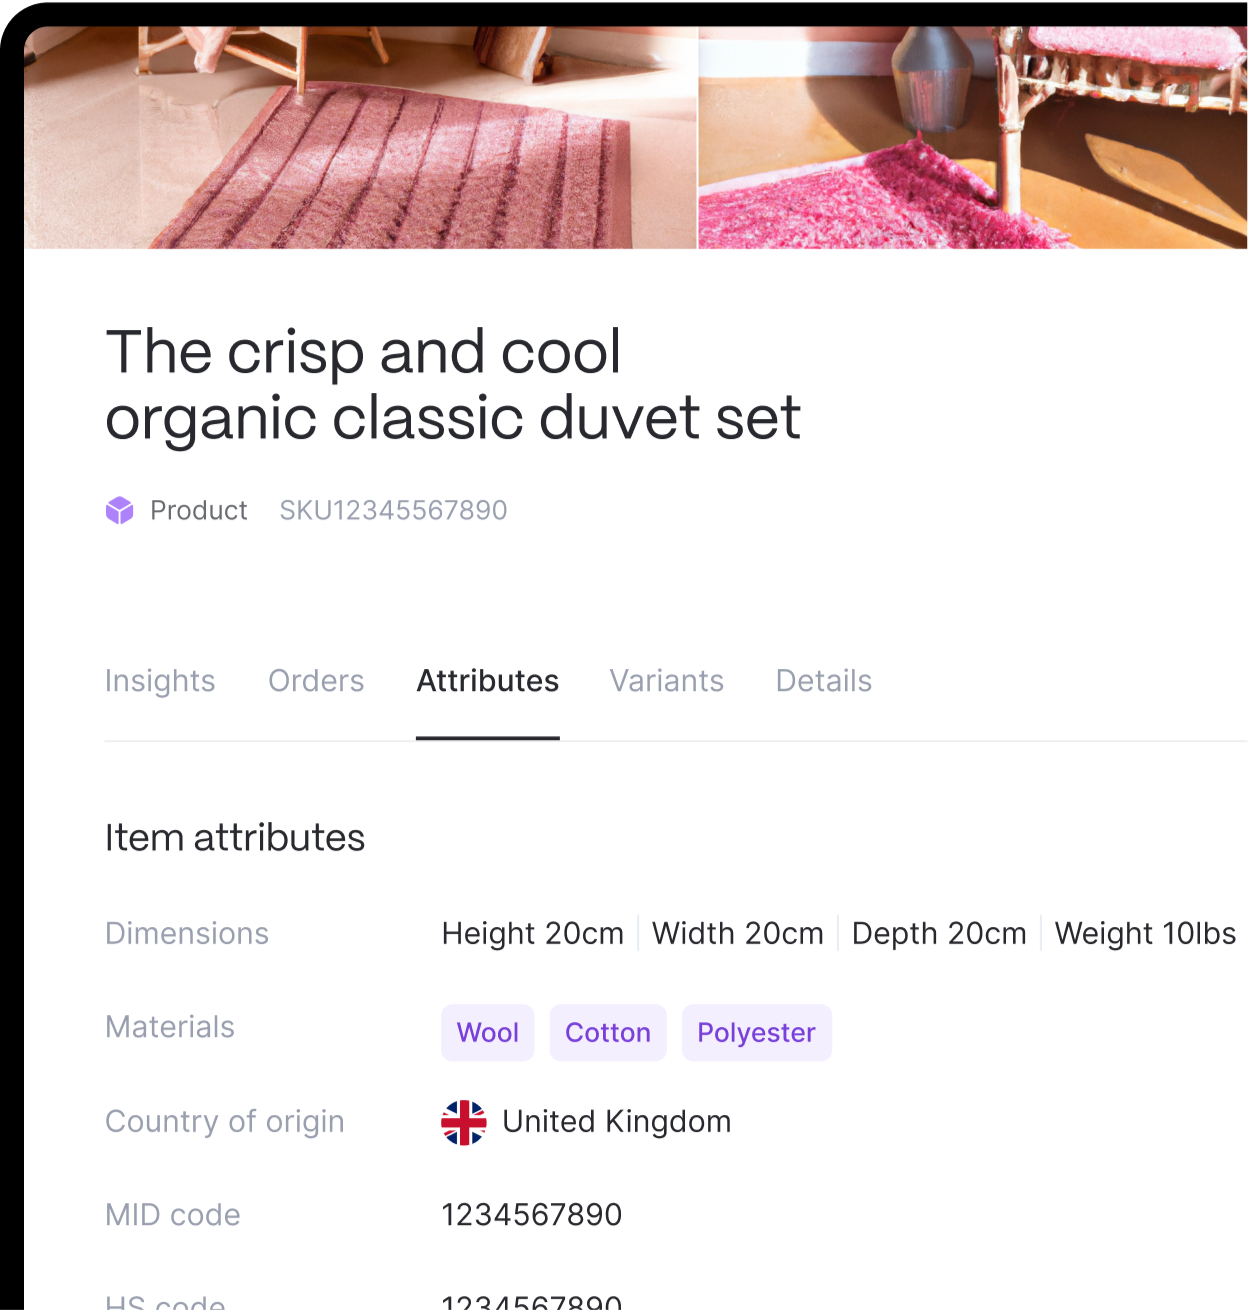 The crisp and cool
organic classic duvet set
Product SKU12345567890
Insights Orders Attributes Variants Details
Item attributes
Dimensions Height 20cm Width 20cm Depth 20cm Weight 10lbs
Materials Wool Cotton Polyester
Country of origin United Kingdom
MID code 1234567890
HS code 1234567890